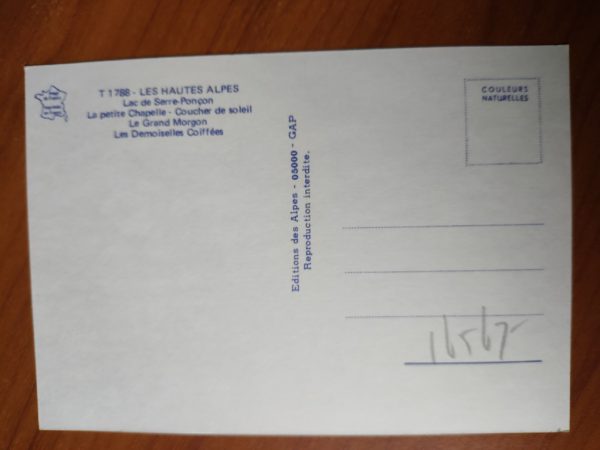 T 1788 - LES HAUTES ALPES
Lac de Serre-Ponçon
La petite Chapelle - Coucher de soleil
Le Grand Morgon
Les Demoiselles Coiffées
Editions des Alpes - 05000 - GAP
Reproduction interdite.
COULEURS
NATURELLES